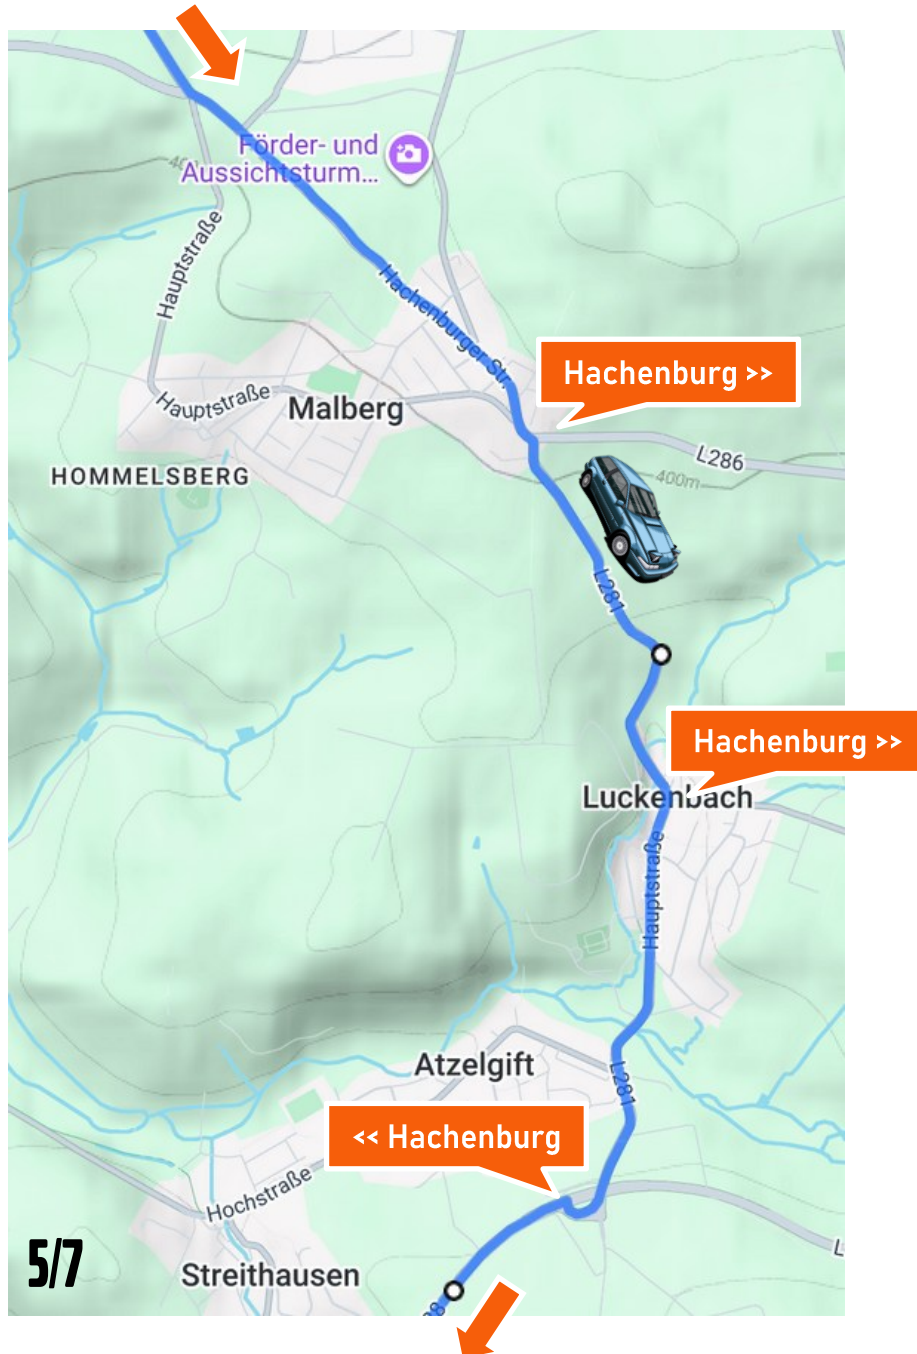 Förder- und
Aussichtsturm...
Hauptstraße
Hachenburger Str.
Hachenburg >>
Hauptstraße
Malberg
L286
400m
HOMMELSBERG
L281
Hachenburg >>
Luckenbach
Hauptstraße
Atzelgift
L281
<< Hachenburg
Hochstraße
5/7
Streithausen